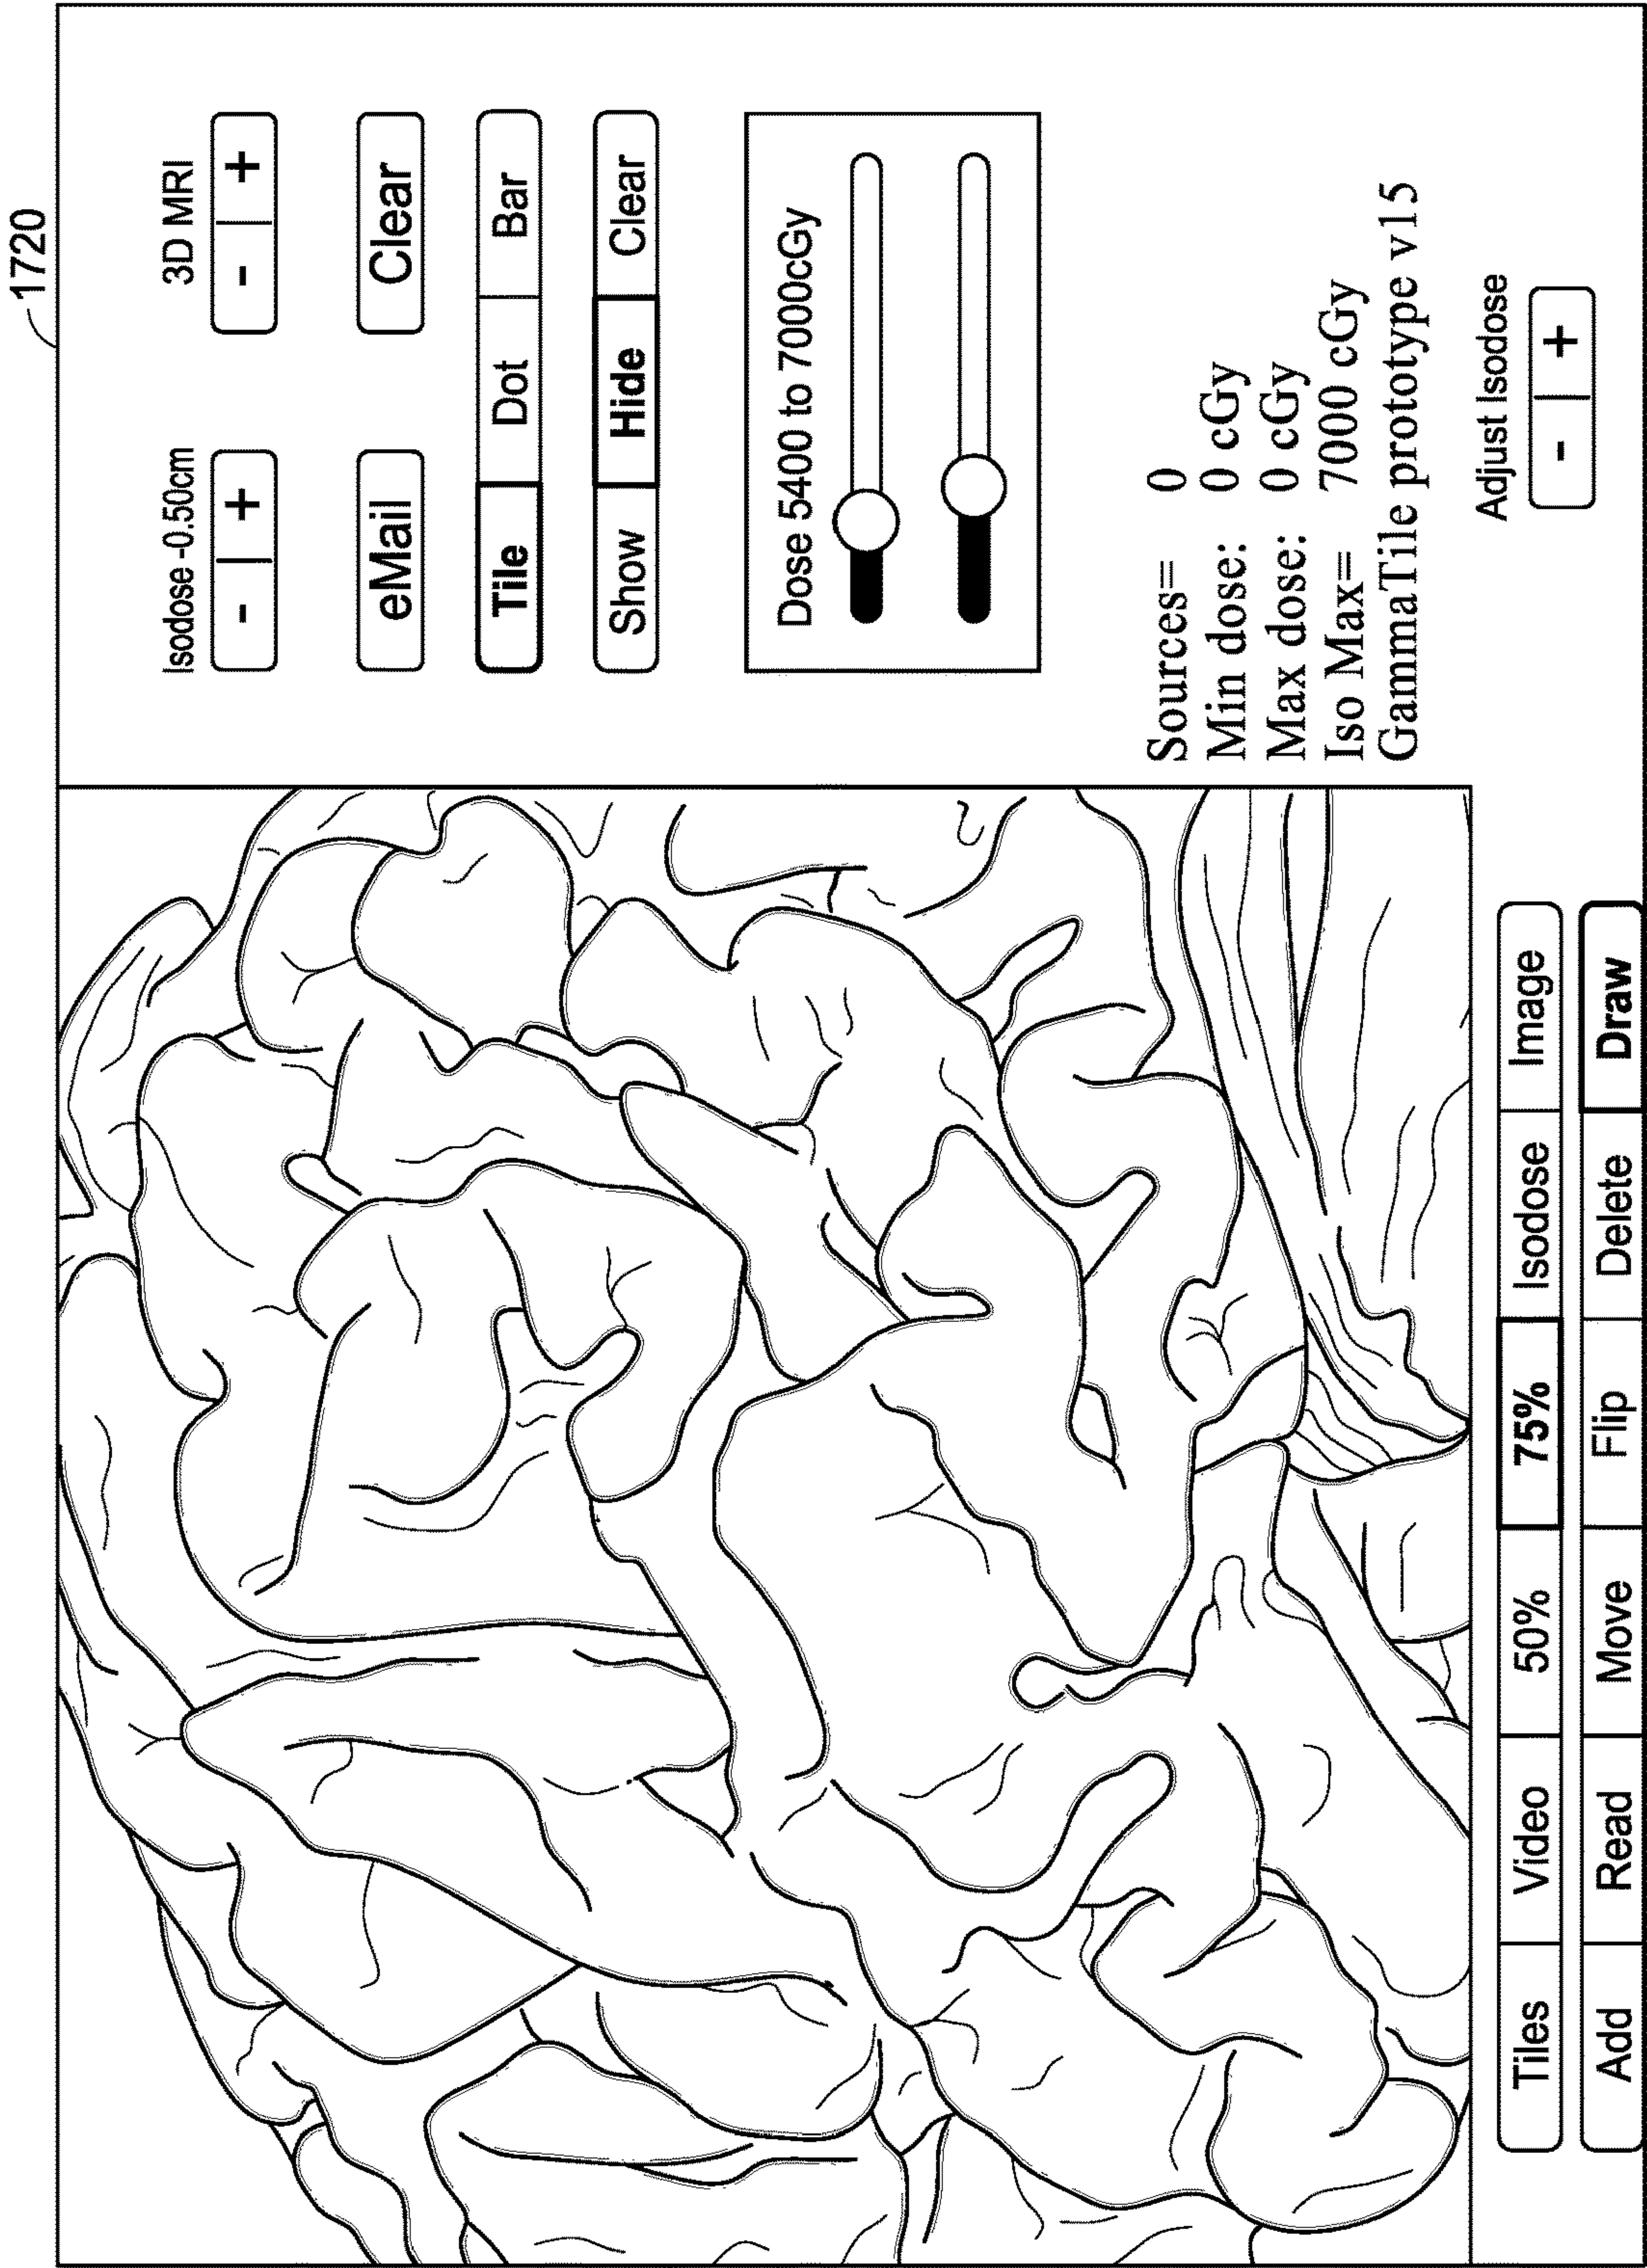 1720
Isodose -0.50cm 3D MRI
- + - +
eMail Clear
Tile Dot Bar
Show Hide Clear
Dose 5400 to 7000cGy
Sources= 0
Min dose: 0 cGy
Max dose: 0 cGy
Iso Max= 7000 cGy
GammaTile prototype v15
Adjust Isodose
- +
Tiles Video 50% 75% Isodose Image
Add Read Move Flip Delete Draw